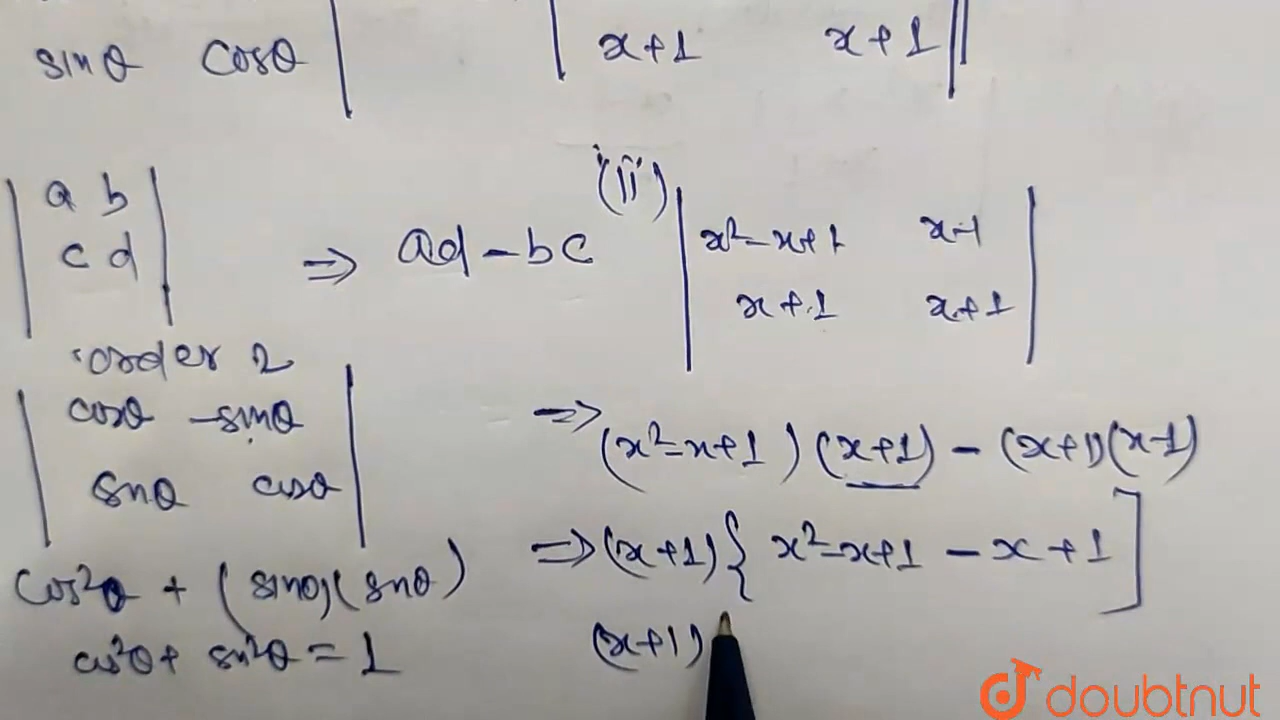 sinθ cosθ |
| x+1 x+1 ||
| a b |
| c d |
⇒ ad-bc
order 2
| cosθ -sinθ |
| sinθ cosθ |
cos²θ + (sinθ)(sinθ)
cos²θ + sin²θ = 1
(ii)
| x²-x+1 x-1 |
| x+1 x+1 |
⇒ (x²-x+1)(x+1) - (x+1)(x-1)
⇒ (x+1){ x²-x+1 - x+1 ]
(x+1)
doubtnut